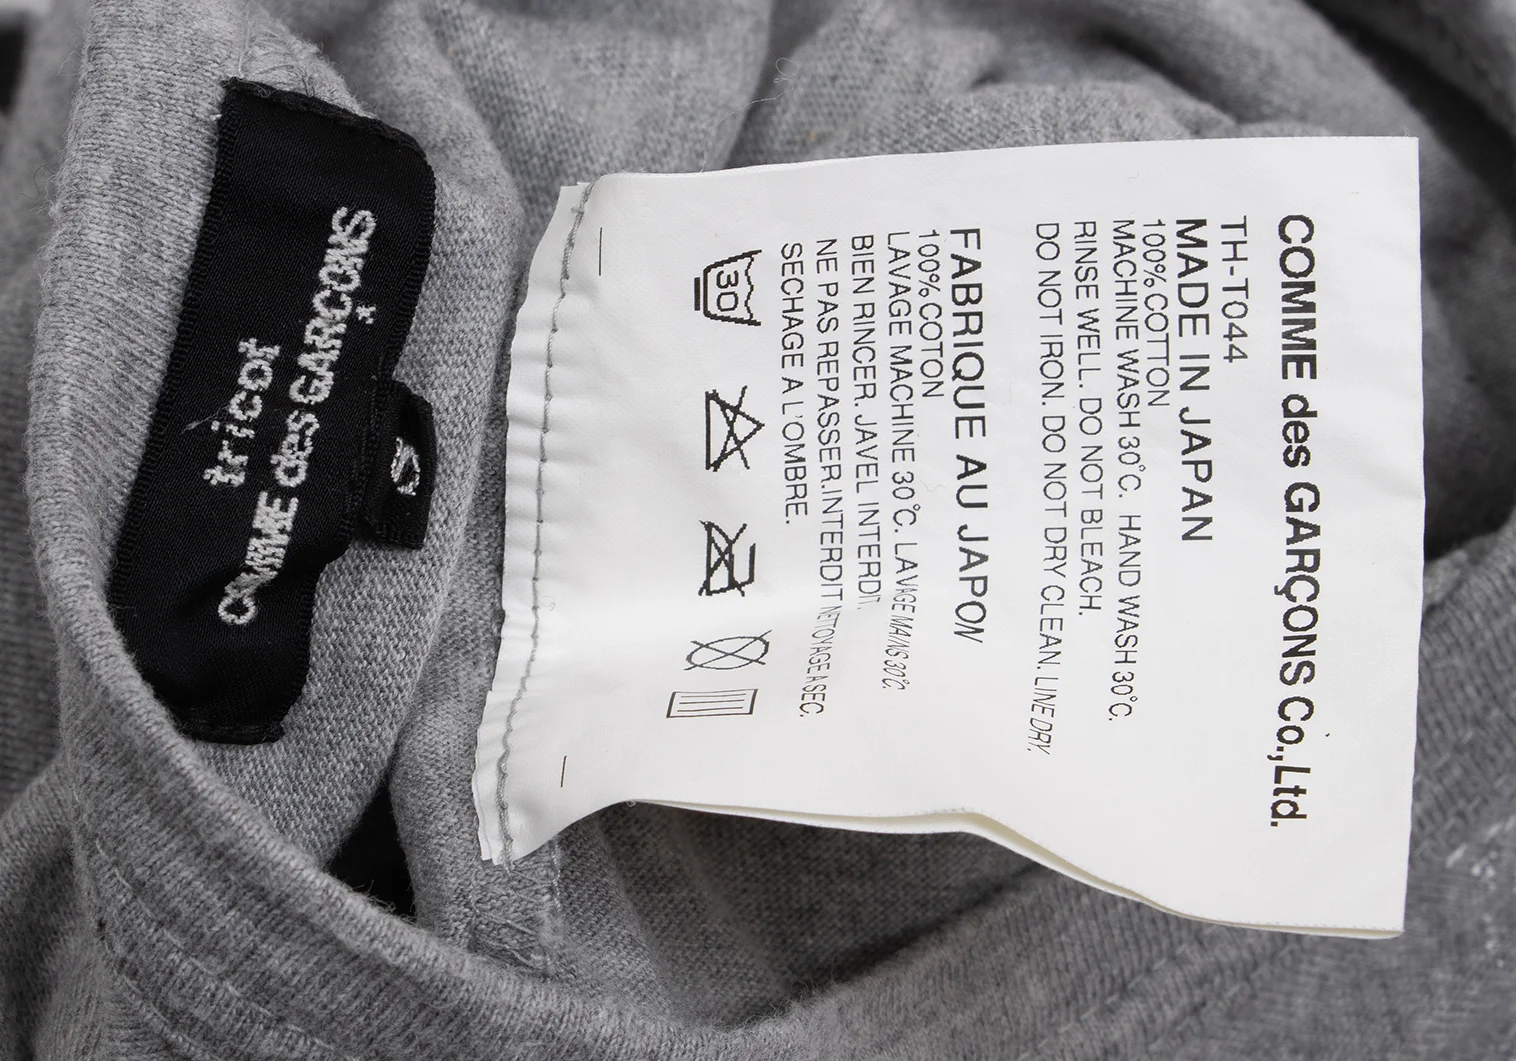 tricot
COMME des GARÇONS
S
COMME des GARÇONS Co.,Ltd.
TH-T044
MADE IN JAPAN
100% COTTON
MACHINE WASH 30°C. HAND WASH 30°C.
RINSE WELL. DO NOT BLEACH.
DO NOT IRON. DO NOT DRY CLEAN. LINE DRY.
FABRIQUE AU JAPON
100% COTON
LAVAGE MACHINE 30°C. LAVAGE MAINS 30°C.
BIEN RINCER. JAVEL INTERDIT.
NE PAS REPASSER.INTERDIT NETTOYAGE A SEC.
SECHAGE A L'OMBRE.
30